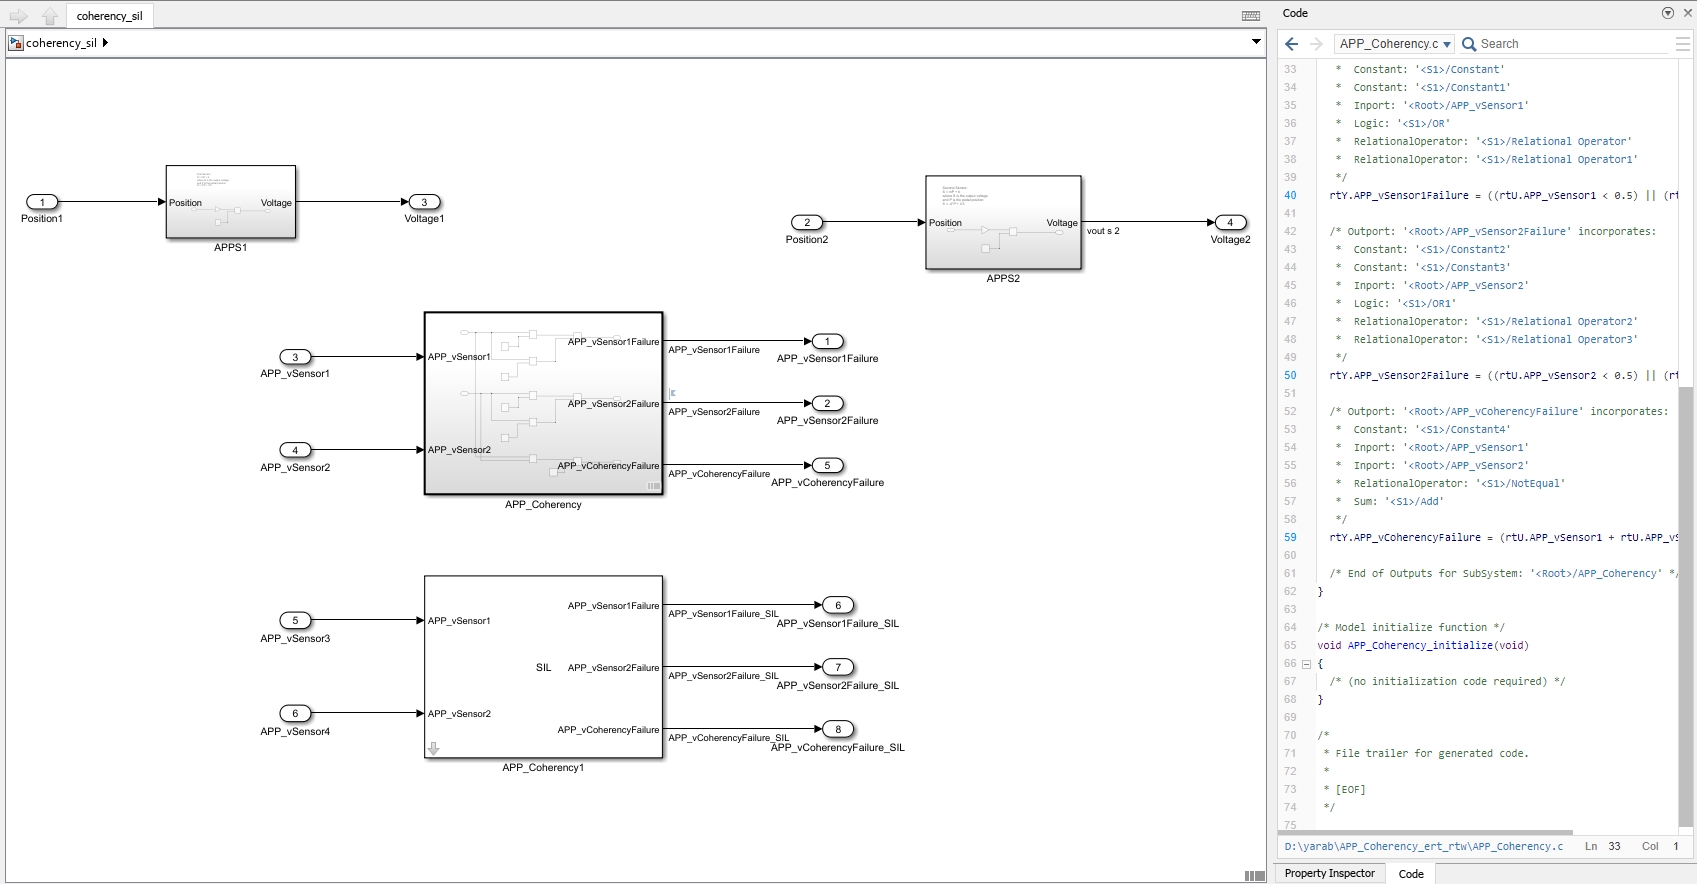 coherency_sil
coherency_sil
1
Position1
Position
Voltage
APPS1
3
Voltage1
2
Position2
Position
Voltage
APPS2
vout s 2
4
Voltage2
3
APP_vSensor1
4
APP_vSensor2
APP_vSensor1
APP_vSensor2
APP_vSensor1Failure
APP_vSensor2Failure
APP_vCoherencyFailure
APP_Coherency
APP_vSensor1Failure
APP_vSensor2Failure
APP_vCoherencyFailure
1
APP_vSensor1Failure
2
APP_vSensor2Failure
5
APP_vCoherencyFailure
5
APP_vSensor3
6
APP_vSensor4
APP_vSensor1
APP_vSensor2
SIL
APP_vSensor1Failure
APP_vSensor2Failure
APP_vCoherencyFailure
APP_Coherency1
APP_vSensor1Failure_SIL
APP_vSensor2Failure_SIL
APP_vCoherencyFailure_SIL
6
APP_vSensor1Failure_SIL
7
APP_vSensor2Failure_SIL
8
APP_vCoherencyFailure_SIL
Code
APP_Coherency.c
Search
33 * Constant: '<S1>/Constant'
34 * Constant: '<S1>/Constant1'
35 * Inport: '<Root>/APP_vSensor1'
36 * Logic: '<S1>/OR'
37 * RelationalOperator: '<S1>/Relational Operator'
38 * RelationalOperator: '<S1>/Relational Operator1'
39 */
40 rtY.APP_vSensor1Failure = ((rtU.APP_vSensor1 < 0.5) || (rt
41
42 /* Outport: '<Root>/APP_vSensor2Failure' incorporates:
43 * Constant: '<S1>/Constant2'
44 * Constant: '<S1>/Constant3'
45 * Inport: '<Root>/APP_vSensor2'
46 * Logic: '<S1>/OR1'
47 * RelationalOperator: '<S1>/Relational Operator2'
48 * RelationalOperator: '<S1>/Relational Operator3'
49 */
50 rtY.APP_vSensor2Failure = ((rtU.APP_vSensor2 < 0.5) || (rt
51
52 /* Outport: '<Root>/APP_vCoherencyFailure' incorporates:
53 * Constant: '<S1>/Constant4'
54 * Inport: '<Root>/APP_vSensor1'
55 * Inport: '<Root>/APP_vSensor2'
56 * RelationalOperator: '<S1>/NotEqual'
57 * Sum: '<S1>/Add'
58 */
59 rtY.APP_vCoherencyFailure = (rtU.APP_vSensor1 + rtU.APP_vS
60
61 /* End of Outputs for SubSystem: '<Root>/APP_Coherency' */
62 }
63
64 /* Model initialize function */
65 void APP_Coherency_initialize(void)
66 {
67 /* (no initialization code required) */
68 }
69
70 /*
71 * File trailer for generated code.
72 *
73 * [EOF]
74 */
75
D:\yarab\APP_Coherency_ert_rtw\APP_Coherency.c Ln 33 Col 1
Property Inspector
Code